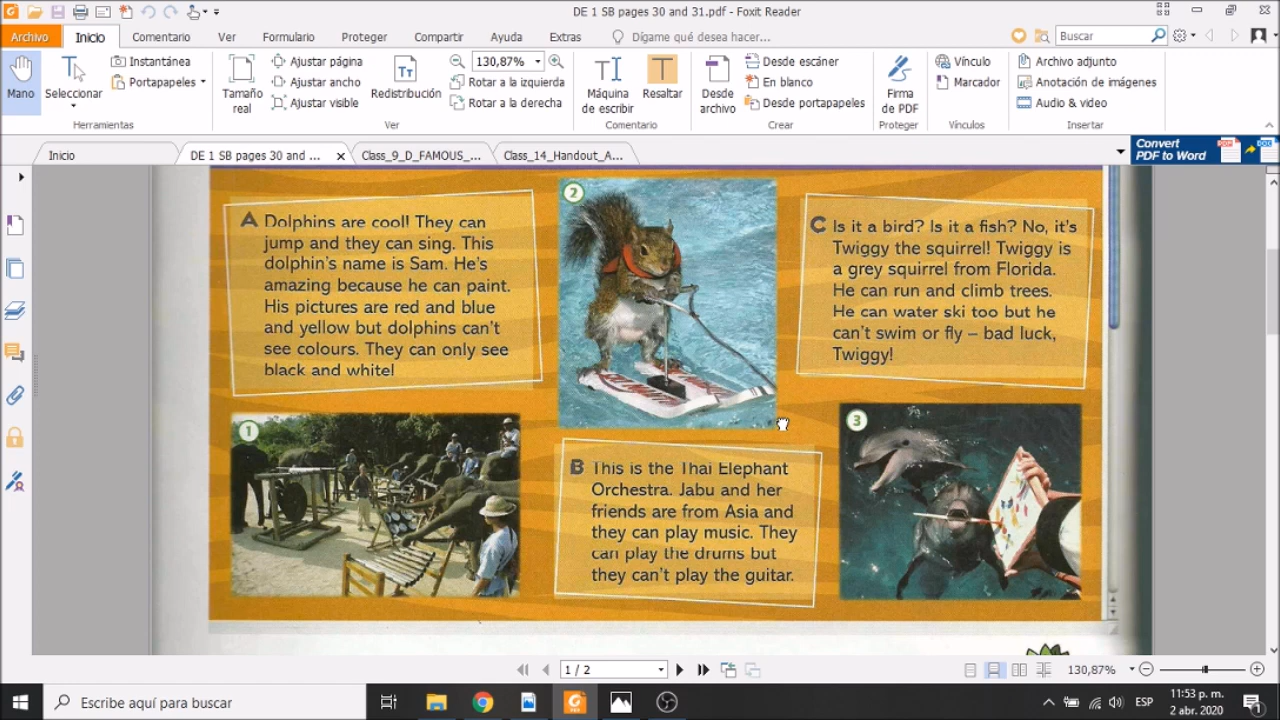 DE 1 SB pages 30 and 31.pdf - Foxit Reader
Archivo
Inicio
Comentario
Ver
Formulario
Proteger
Compartir
Ayuda
Extras
Dígame qué desea hacer...
Buscar
Mano
Seleccionar
Instantánea
Portapapeles
Herramientas
Tamaño
real
Ajustar página
Ajustar ancho
Ajustar visible
Redistribución
130,87%
Rotar a la izquierda
Rotar a la derecha
Ver
Máquina
de escribir
Resaltar
Comentario
Desde
archivo
Desde escáner
En blanco
Desde portapapeles
Crear
Firma
de PDF
Proteger
Vínculo
Marcador
Vínculos
Archivo adjunto
Anotación de imágenes
Audio & video
Insertar
Inicio
DE 1 SB pages 30 and ...
Class_9_D_FAMOUS_...
Class_14_Handout_A...
Convert
PDF to Word
A Dolphins are cool! They can
jump and they can sing. This
dolphin's name is Sam. He's
amazing because he can paint.
His pictures are red and blue
and yellow but dolphins can't
see colours. They can only see
black and white!
2
C Is it a bird? Is it a fish? No, it's
Twiggy the squirrel! Twiggy is
a grey squirrel from Florida.
He can run and climb trees.
He can water ski too but he
can't swim or fly – bad luck,
Twiggy!
1
B This is the Thai Elephant
Orchestra. Jabu and her
friends are from Asia and
they can play music. They
can play the drums but
they can't play the guitar.
3
1 / 2
130,87%
Escribe aquí para buscar
ESP
11:53 p. m.
2 abr. 2020
1